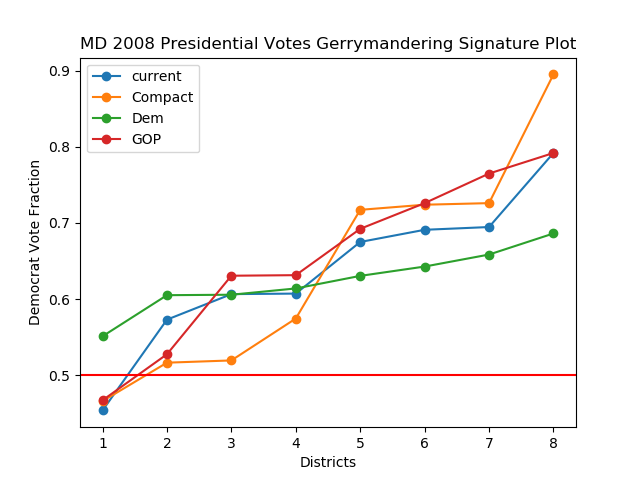 MD 2008 Presidential Votes Gerrymandering Signature Plot
current
Compact
Dem
GOP
0.9
0.8
0.7
0.6
0.5
Democrat Vote Fraction
1 2 3 4 5 6 7 8
Districts